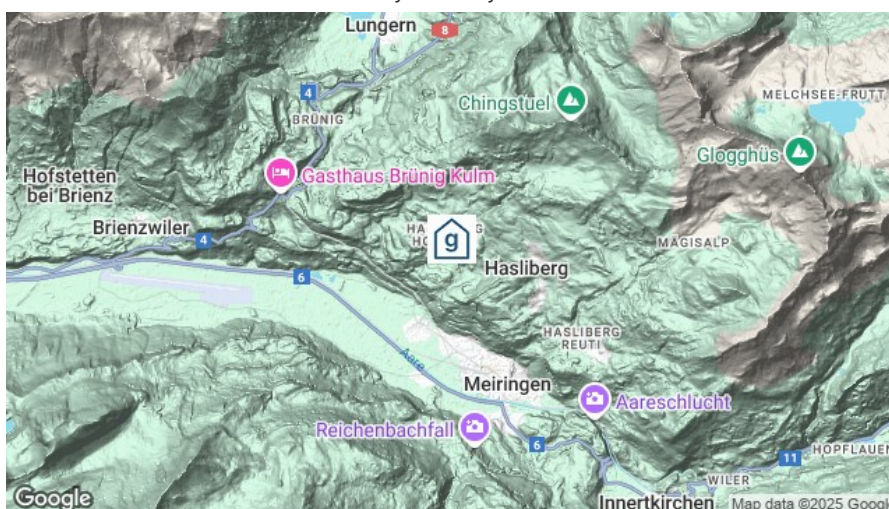 Lungern
8
4
BRÜNIG
Chingstuel
MELCHSEE-FRUTT
Glogghüs
Gasthaus Brünig Kulm
Hofstetten
bei Brienz
Brienzwiler
4
g
MÄGISALP
Hasliberg
6
HASLIBERG
REUTI
Aare
Meiringen
Aareschlucht
Reichenbachfall
6
11
HOPFLAUEN
WILER
Innertkirchen
Google
Map data ©2025 Google